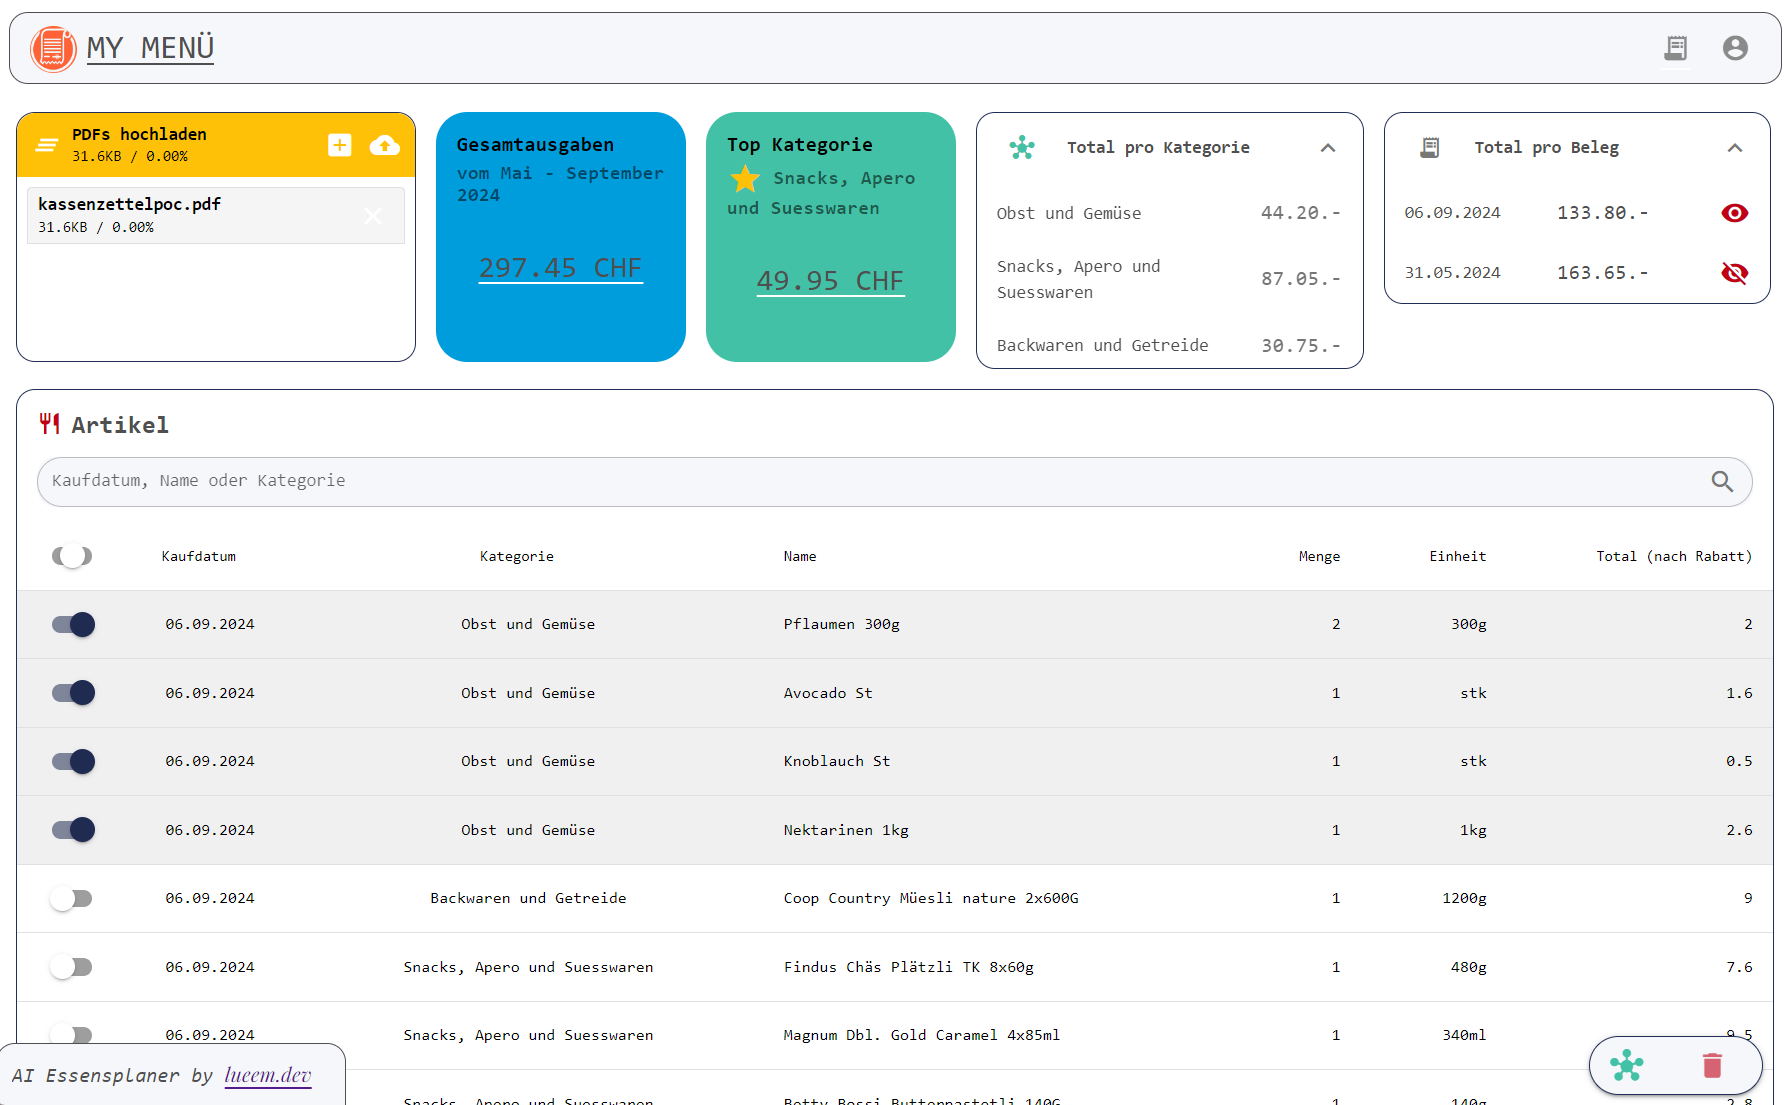 MY MENÜ
PDFs hochladen
31.6KB / 0.00%
kassenzettelpoc.pdf
31.6KB / 0.00%
Gesamtausgaben
vom Mai - September
2024
297.45 CHF
Top Kategorie
Snacks, Apero
und Suesswaren
49.95 CHF
Total pro Kategorie
Obst und Gemüse 44.20.-
Snacks, Apero und
Suesswaren 87.05.-
Backwaren und Getreide 30.75.-
Total pro Beleg
06.09.2024 133.80.-
31.05.2024 163.65.-
Artikel
Kaufdatum, Name oder Kategorie
Kaufdatum Kategorie Name Menge Einheit Total (nach Rabatt)
06.09.2024 Obst und Gemüse Pflaumen 300g 2 300g 2
06.09.2024 Obst und Gemüse Avocado St 1 stk 1.6
06.09.2024 Obst und Gemüse Knoblauch St 1 stk 0.5
06.09.2024 Obst und Gemüse Nektarinen 1kg 1 1kg 2.6
06.09.2024 Backwaren und Getreide Coop Country Müesli nature 2x600G 1 1200g 9
06.09.2024 Snacks, Apero und Suesswaren Findus Chäs Plätzli TK 8x60g 1 480g 7.6
06.09.2024 Snacks, Apero und Suesswaren Magnum Dbl. Gold Caramel 4x85ml 1 340ml 9.5
Snacks, Apero und Suesswaren Betty Bossi Butterpastetli 140G 1 140g 2.8
AI Essensplaner by lueem.dev